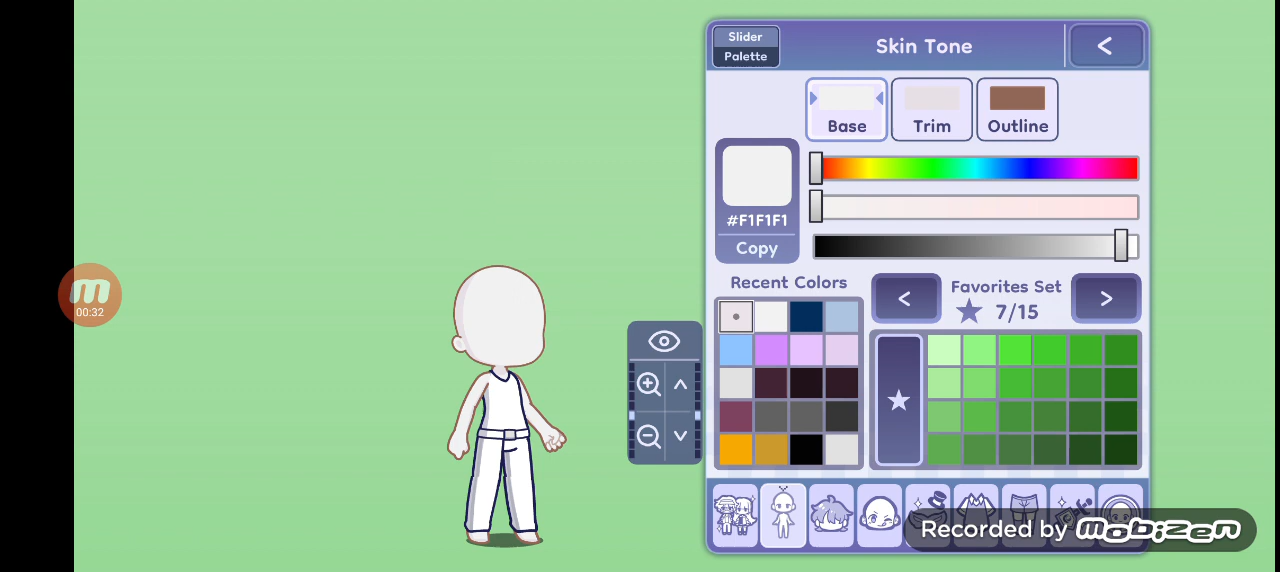 Slider
Palette
Skin Tone
<
Base
Trim
Outline
#F1F1F1
Copy
Recent Colors
<
Favorites Set
7/15
>
m
00:32
Recorded by mobizen